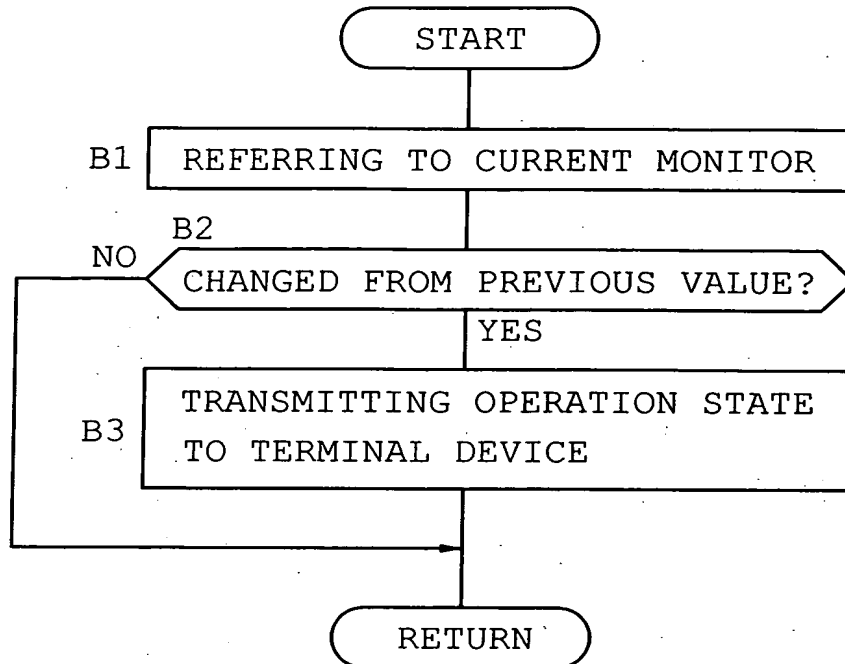 START
B1 REFERRING TO CURRENT MONITOR
B2
NO
CHANGED FROM PREVIOUS VALUE?
YES
B3
TRANSMITTING OPERATION STATE
TO TERMINAL DEVICE
RETURN